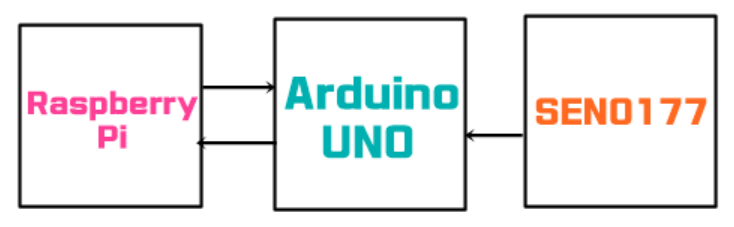 Raspberry
Pi
Arduino
UNO
SEN0177